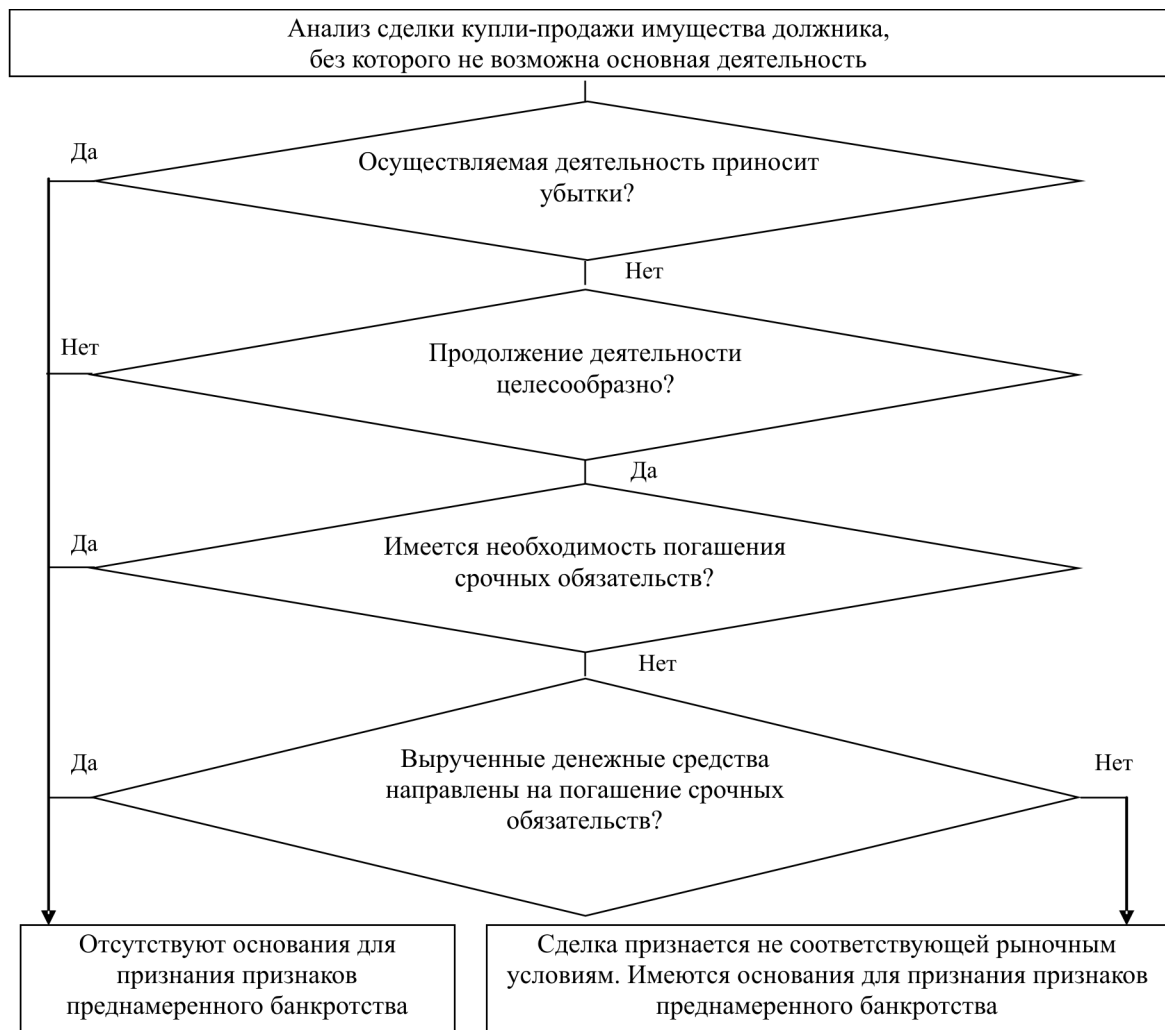 Анализ сделки купли-продажи имущества должника,
без которого не возможна основная деятельность
Да
Осуществляемая деятельность приносит
убытки?
Нет
Нет
Продолжение деятельности
целесообразно?
Да
Да
Имеется необходимость погашения
срочных обязательств?
Нет
Да
Вырученные денежные средства
направлены на погашение срочных
обязательств?
Нет
Отсутствуют основания для
признания признаков
преднамеренного банкротства
Сделка признается не соответствующей рыночным
условиям. Имеются основания для признания признаков
преднамеренного банкротства